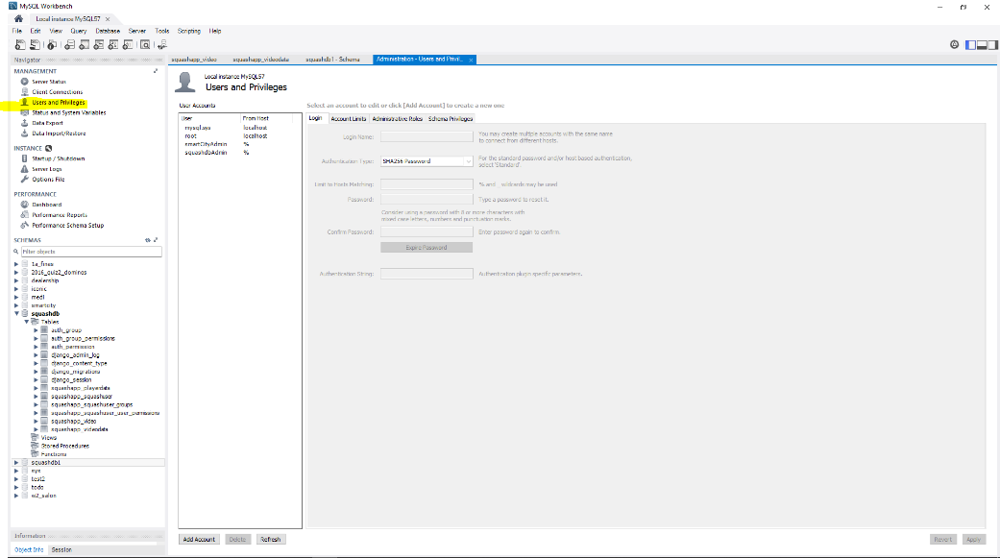 MySQL Workbench
Local instance MySQL57 ×
File Edit View Query Database Server Tools Scripting Help
Navigator
MANAGEMENT
Server Status
Client Connections
Users and Privileges
Status and System Variables
Data Export
Data Import/Restore
INSTANCE
Startup / Shutdown
Server Logs
Options File
PERFORMANCE
Dashboard
Performance Reports
Performance Schema Setup
SCHEMAS
Filter objects
1a_finas
2016_quiz2_dominos
dealership
iconic
med1
smartcity
squashdb
Tables
auth_group
auth_group_permissions
auth_permission
django_admin_log
django_content_type
django_migrations
django_session
squashapp_playerdata
squashapp_squashuser
squashapp_squashuser_groups
squashapp_squashuser_user_permissions
squashapp_video
squashapp_videodata
Views
Stored Procedures
Functions
squashdb1
sys
test2
todo
w2_salon
Information
Object Info Session
squashapp_video squashapp_videodata squashdb1 - Schema Administration - Users and Privil... ×
Local instance MySQL57
Users and Privileges
User Accounts
User From Host
mysql.sys localhost
root localhost
smartCityAdmin %
squashdbAdmin %
Add Account Delete Refresh
Select an account to edit or click [Add Account] to create a new one
Login Account Limits Administrative Roles Schema Privileges
Login Name: You may create multiple accounts with the same name
to connect from different hosts.
Authentication Type: SHA256 Password For the standard password and/or host based authentication,
select 'Standard'.
Limit to Hosts Matching: % and _ wildcards may be used
Password: Type a password to reset it.
Consider using a password with 8 or more characters with
mixed case letters, numbers and punctuation marks.
Confirm Password: Enter password again to confirm.
Expire Password
Authentication String: Authentication plugin specific parameters.
Revert Apply